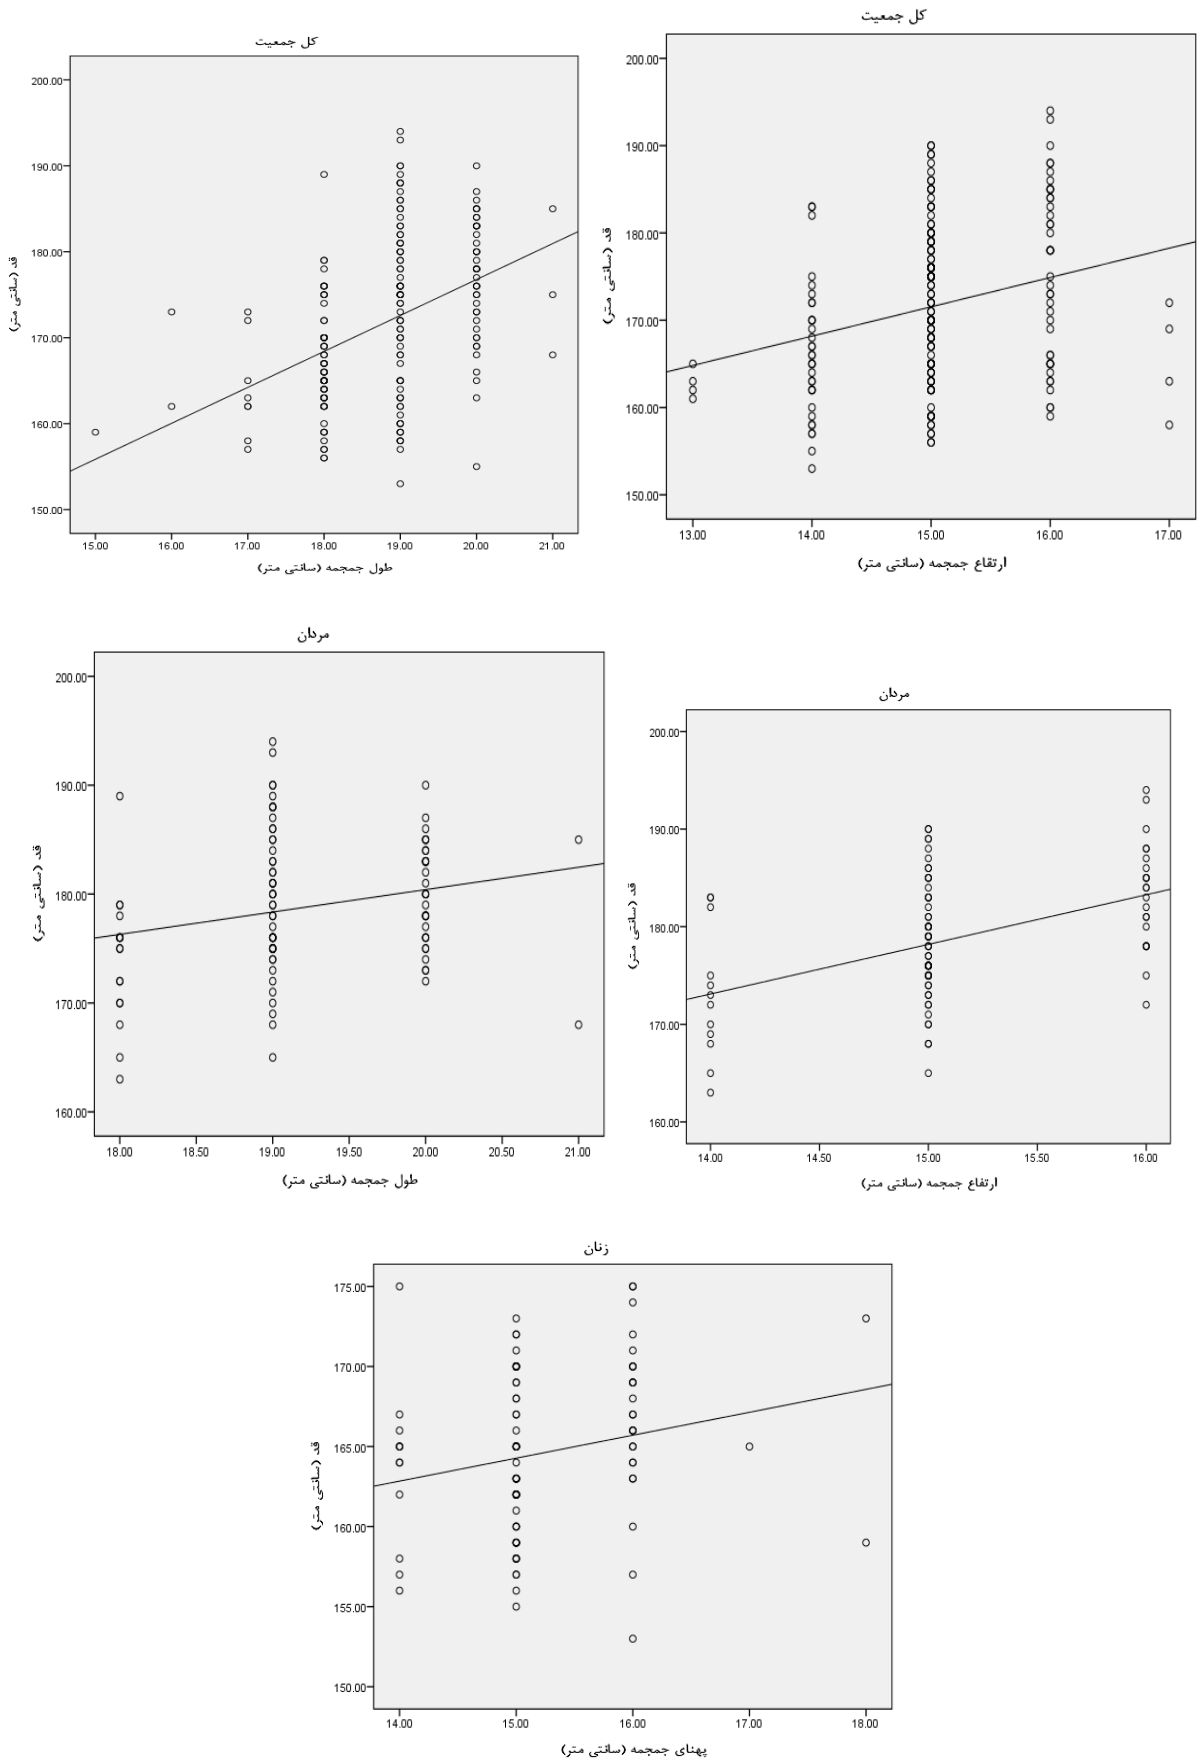 کل جمعیت
200.00
190.00
180.00
170.00
160.00
150.00
قد (سانتی متر)
15.00 16.00 17.00 18.00 19.00 20.00 21.00
طول جمجمه (سانتی متر)
کل جمعیت
200.00
190.00
180.00
170.00
160.00
150.00
قد (سانتی متر)
13.00 14.00 15.00 16.00 17.00
ارتفاع جمجمه (سانتی متر)
مردان
200.00
190.00
180.00
170.00
160.00
قد (سانتی متر)
18.00 18.50 19.00 19.50 20.00 20.50 21.00
طول جمجمه (سانتی متر)
مردان
200.00
190.00
180.00
170.00
160.00
قد (سانتی متر)
14.00 14.50 15.00 15.50 16.00
ارتفاع جمجمه (سانتی متر)
زنان
175.00
170.00
165.00
160.00
155.00
150.00
قد (سانتی متر)
14.00 15.00 16.00 17.00 18.00
پهنای جمجمه (سانتی متر)